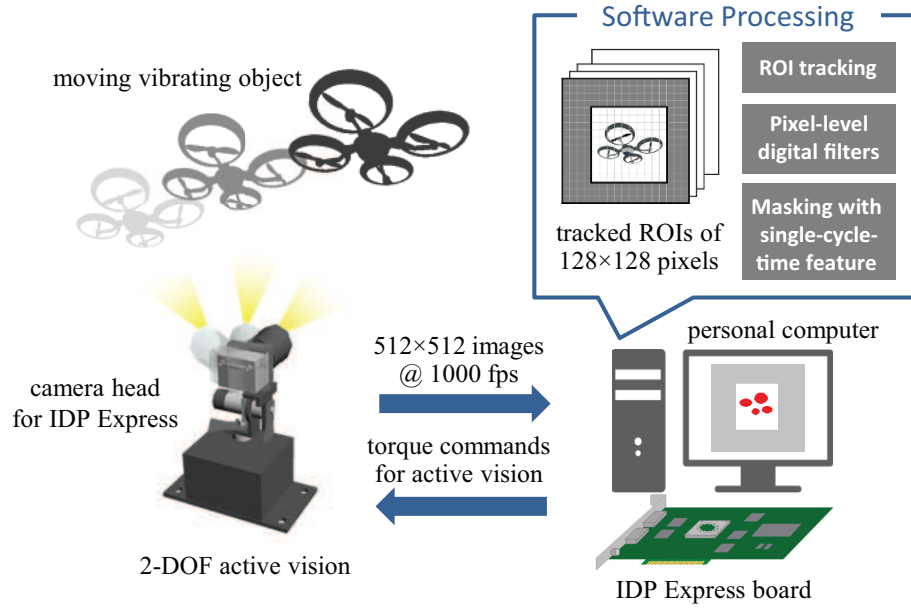 Software Processing
moving vibrating object
ROI tracking
Pixel-level
digital filters
Masking with
single-cycle-
time feature
tracked ROIs of
128×128 pixels
camera head
for IDP Express
512×512 images
@ 1000 fps
torque commands
for active vision
personal computer
2-DOF active vision
IDP Express board